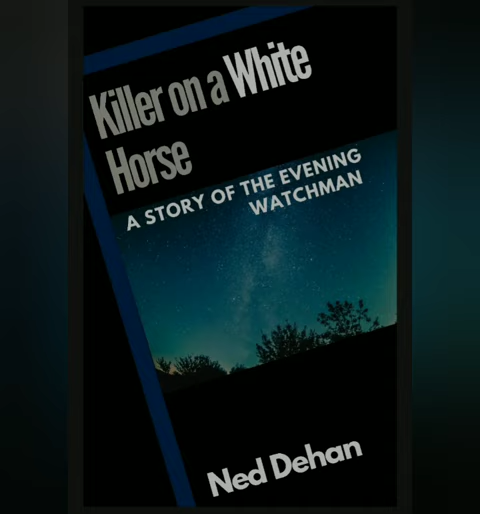 Killer on a White
Horse
A STORY OF THE EVENING
WATCHMAN
Ned Dehan